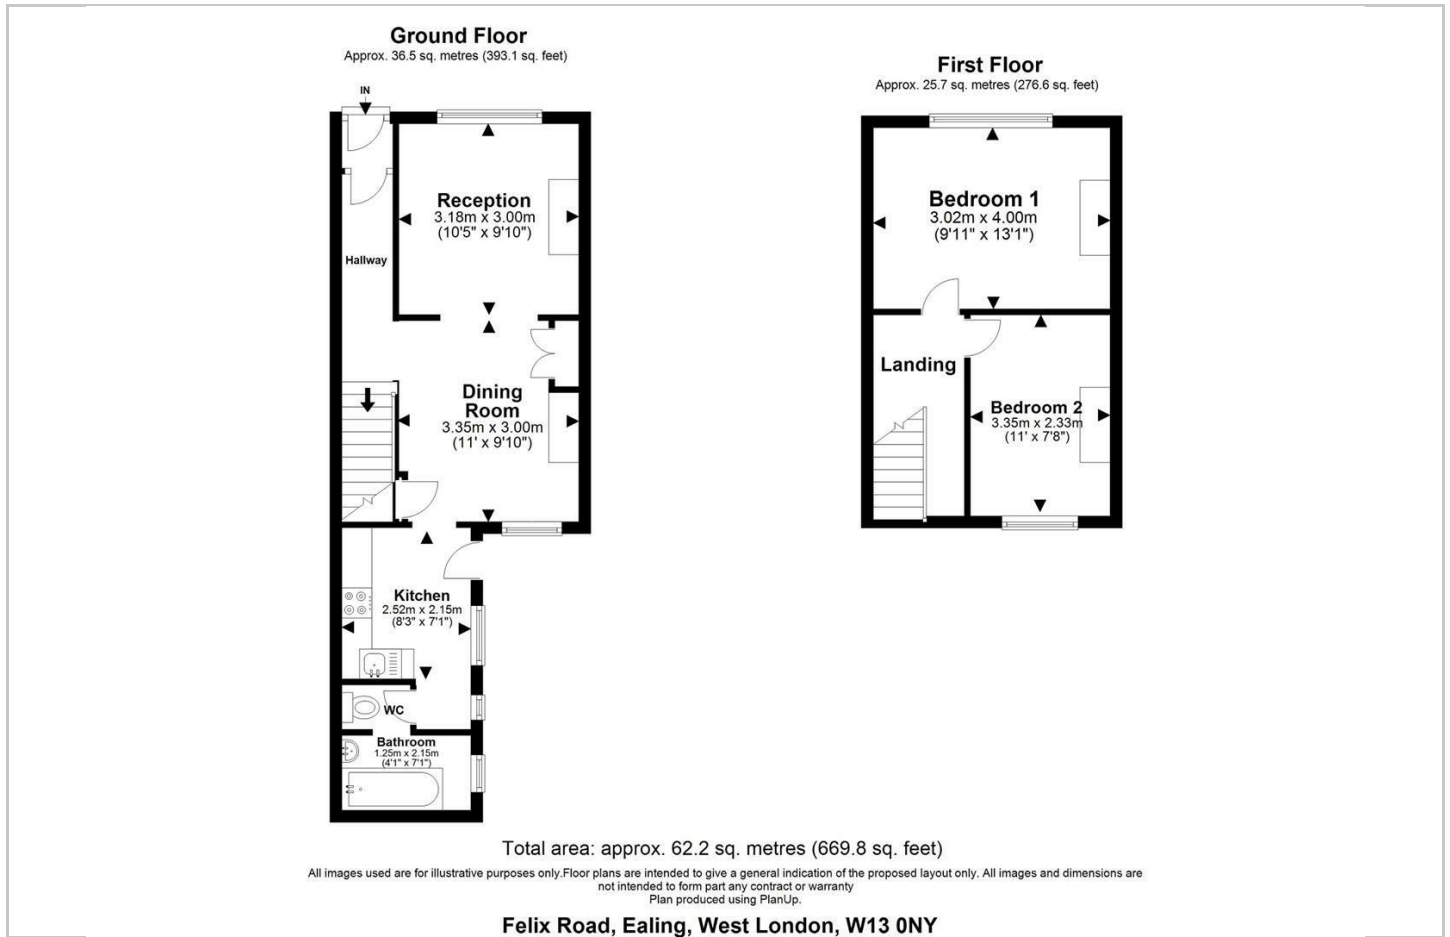 Ground Floor
Approx. 36.5 sq. metres (393.1 sq. feet)
IN
Reception
3.18m x 3.00m
(10'5" x 9'10")
Hallway
Dining
Room
3.35m x 3.00m
(11' x 9'10")
Kitchen
2.52m x 2.15m
(8'3" x 7'1")
WC
Bathroom
1.25m x 2.15m
(4'1" x 7'1")
First Floor
Approx. 25.7 sq. metres (276.6 sq. feet)
Bedroom 1
3.02m x 4.00m
(9'11" x 13'1")
Landing
Bedroom 2
3.35m x 2.33m
(11' x 7'8")
Total area: approx. 62.2 sq. metres (669.8 sq. feet)
All images used are for illustrative purposes only.Floor plans are intended to give a general indication of the proposed layout only. All images and dimensions are
not intended to form part any contract or warranty
Plan produced using PlanUp.
Felix Road, Ealing, West London, W13 0NY